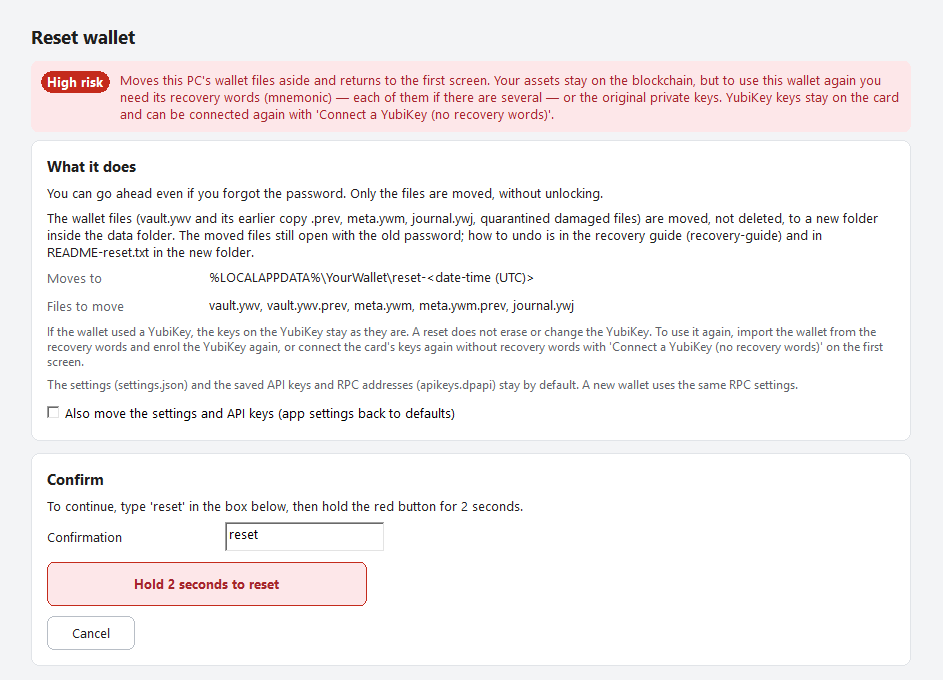 Reset wallet
High risk
Moves this PC's wallet files aside and returns to the first screen. Your assets stay on the blockchain, but to use this wallet again you
need its recovery words (mnemonic) — each of them if there are several — or the original private keys. YubiKey keys stay on the card
and can be connected again with 'Connect a YubiKey (no recovery words)'.
What it does
You can go ahead even if you forgot the password. Only the files are moved, without unlocking.
The wallet files (vault.ywv and its earlier copy .prev, meta.ywm, journal.ywj, quarantined damaged files) are moved, not deleted, to a new folder
inside the data folder. The moved files still open with the old password; how to undo is in the recovery guide (recovery-guide) and in
README-reset.txt in the new folder.
Moves to %LOCALAPPDATA%\YourWallet\reset-<date-time (UTC)>
Files to move vault.ywv, vault.ywv.prev, meta.ywm, meta.ywm.prev, journal.ywj
If the wallet used a YubiKey, the keys on the YubiKey stay as they are. A reset does not erase or change the YubiKey. To use it again, import the wallet from the
recovery words and enrol the YubiKey again, or connect the card's keys again without recovery words with 'Connect a YubiKey (no recovery words)' on the first
screen.
The settings (settings.json) and the saved API keys and RPC addresses (apikeys.dpapi) stay by default. A new wallet uses the same RPC settings.
Also move the settings and API keys (app settings back to defaults)
Confirm
To continue, type 'reset' in the box below, then hold the red button for 2 seconds.
Confirmation reset
Hold 2 seconds to reset
Cancel